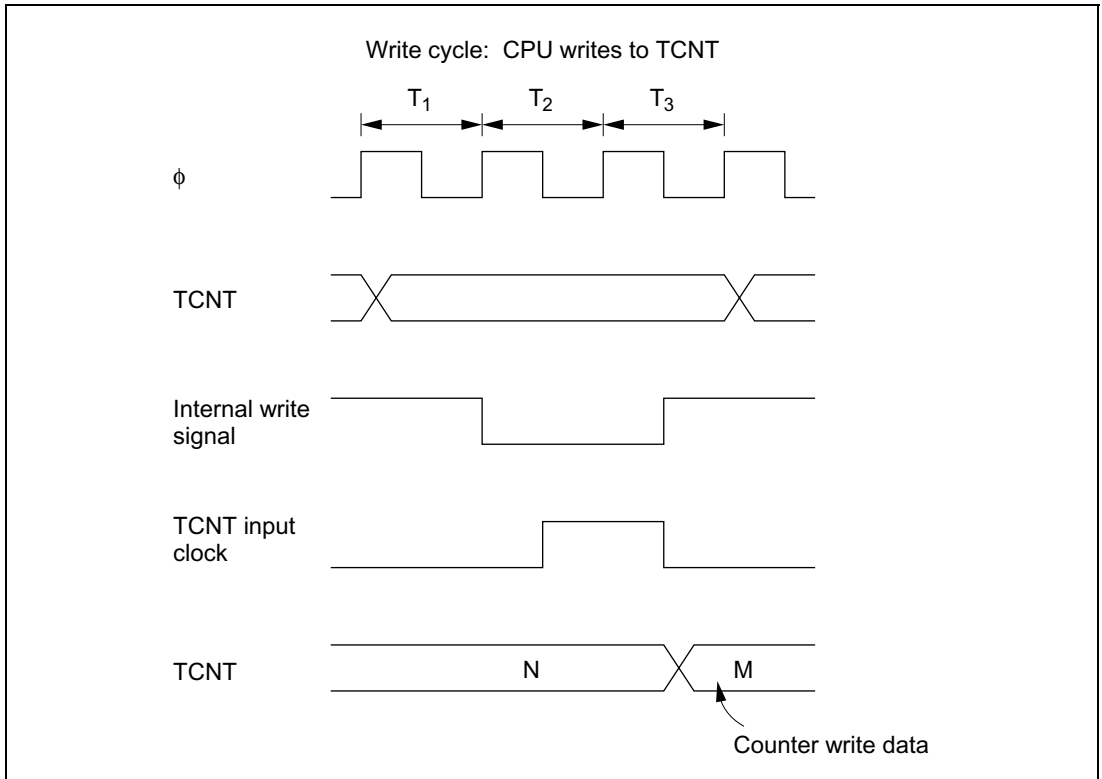 Write cycle: CPU writes to TCNT
T1 T2 T3
ϕ
TCNT
Internal write
signal
TCNT input
clock
TCNT N M
Counter write data